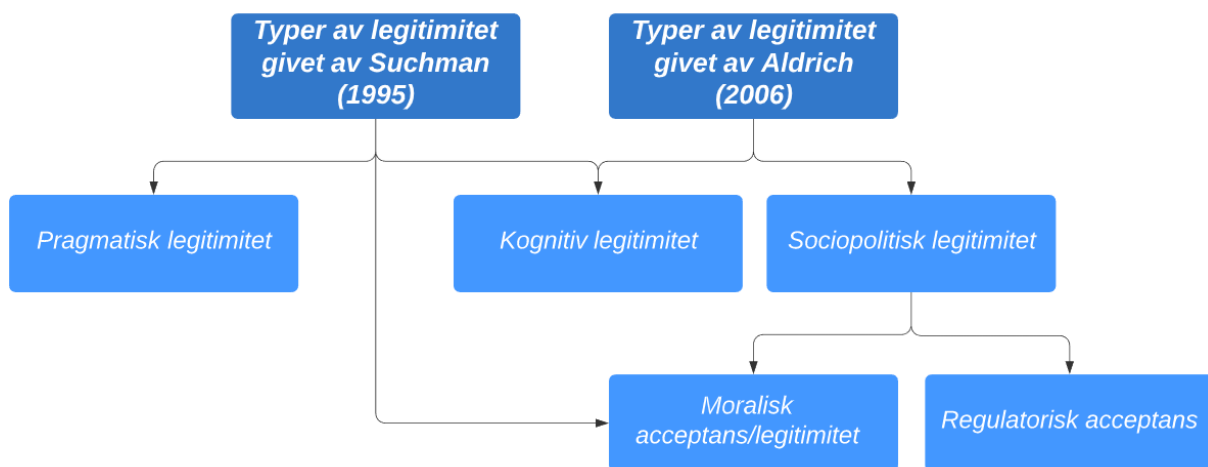 Typer av legitimitet
givet av Suchman
(1995)
Typer av legitimitet
givet av Aldrich
(2006)
Pragmatisk legitimitet
Kognitiv legitimitet
Sociopolitisk legitimitet
Moralisk
acceptans/legitimitet
Regulatorisk acceptans